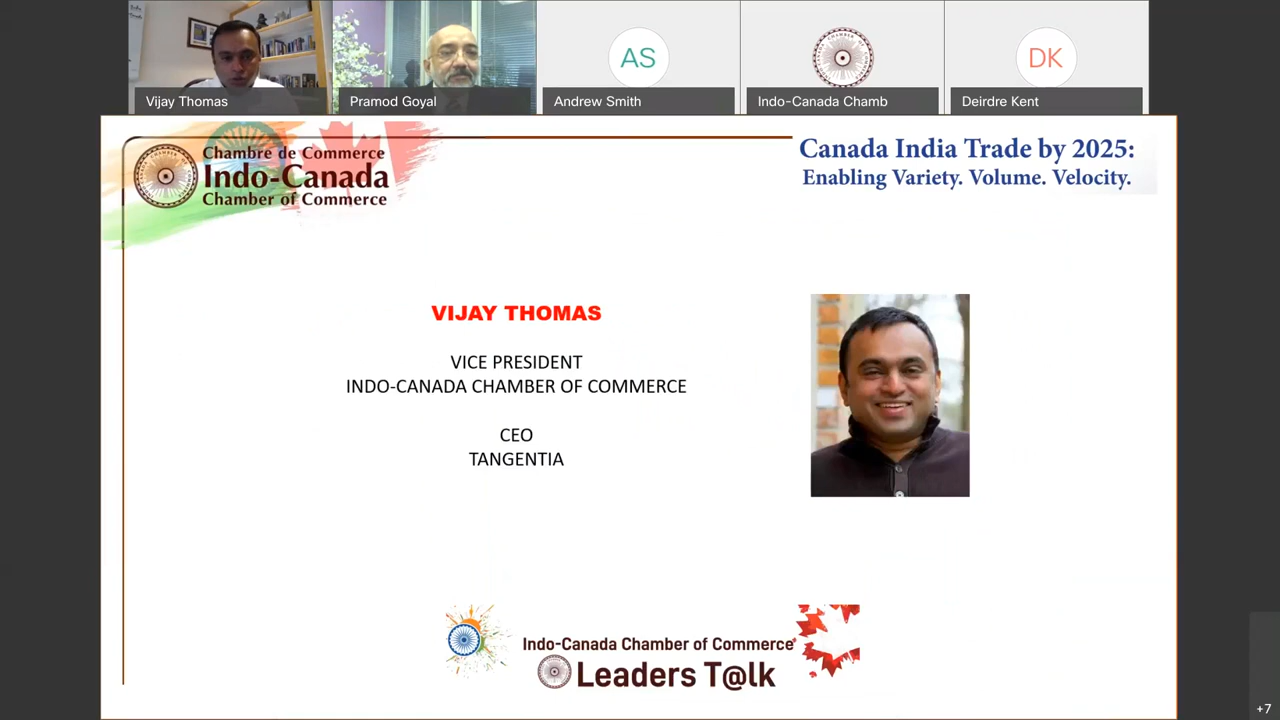 AS
DK
Vijay Thomas
Pramod Goyal
Andrew Smith
Indo-Canada Chamb
Deirdre Kent
Chambre de Commerce
Indo-Canada
Chamber of Commerce
Canada India Trade by 2025:
Enabling Variety. Volume. Velocity.
VIJAY THOMAS
VICE PRESIDENT
INDO-CANADA CHAMBER OF COMMERCE
CEO
TANGENTIA
Indo-Canada Chamber of Commerce
Leaders T@lk
+7